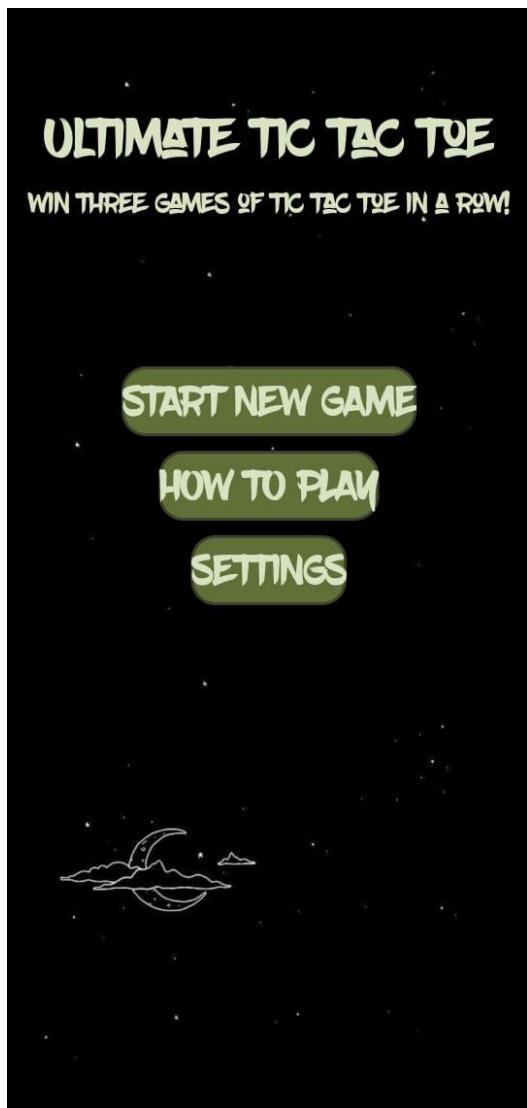 ULTIMATE TIC TAC TOE
WIN THREE GAMES OF TIC TAC TOE IN A ROW!
START NEW GAME
HOW TO PLAY
SETTINGS